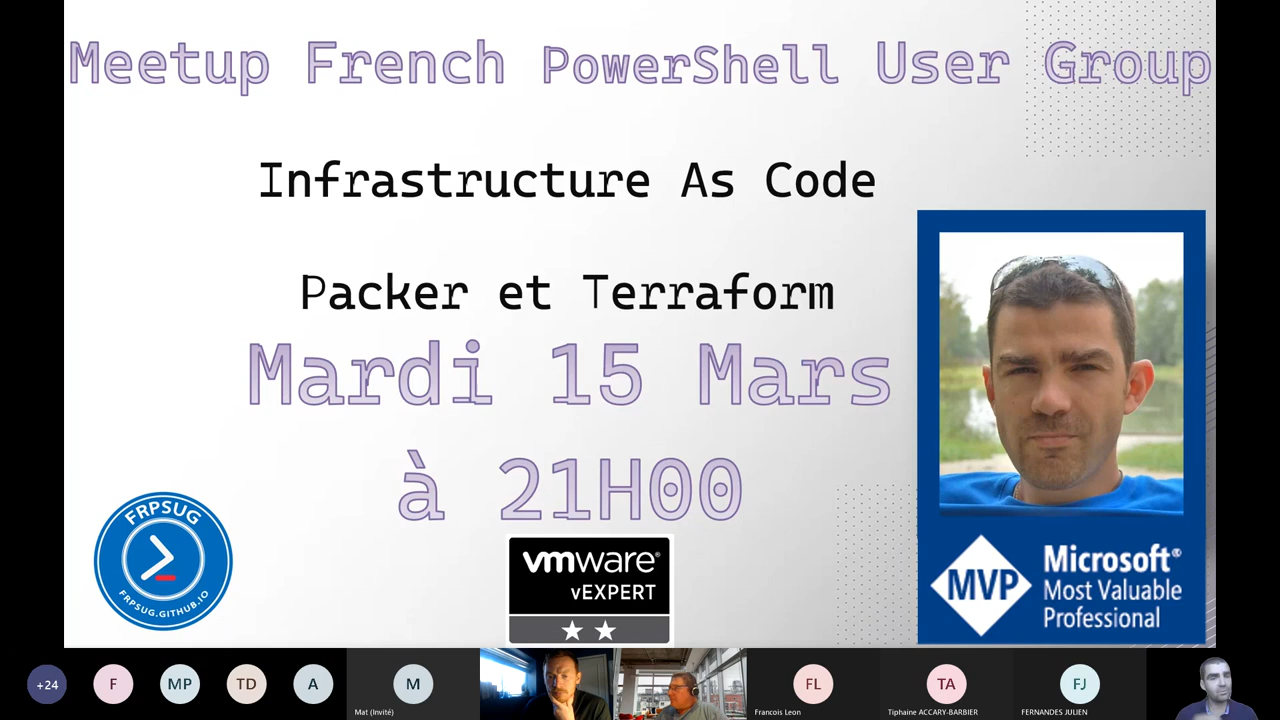 Meetup French PowerShell User Group
Infrastructure As Code
Packer et Terraform
Mardi 15 Mars
à 21H00
FRPSUG
FRPSUG.GITHUB.IO
vmware®
vEXPERT
MVP
Microsoft®
Most Valuable
Professional
+24
F
MP
TD
A
M
Mat (Invité)
FL
Francois Leon
TA
Tiphaine ACCARY-BARBIER
FJ
FERNANDES JULIEN